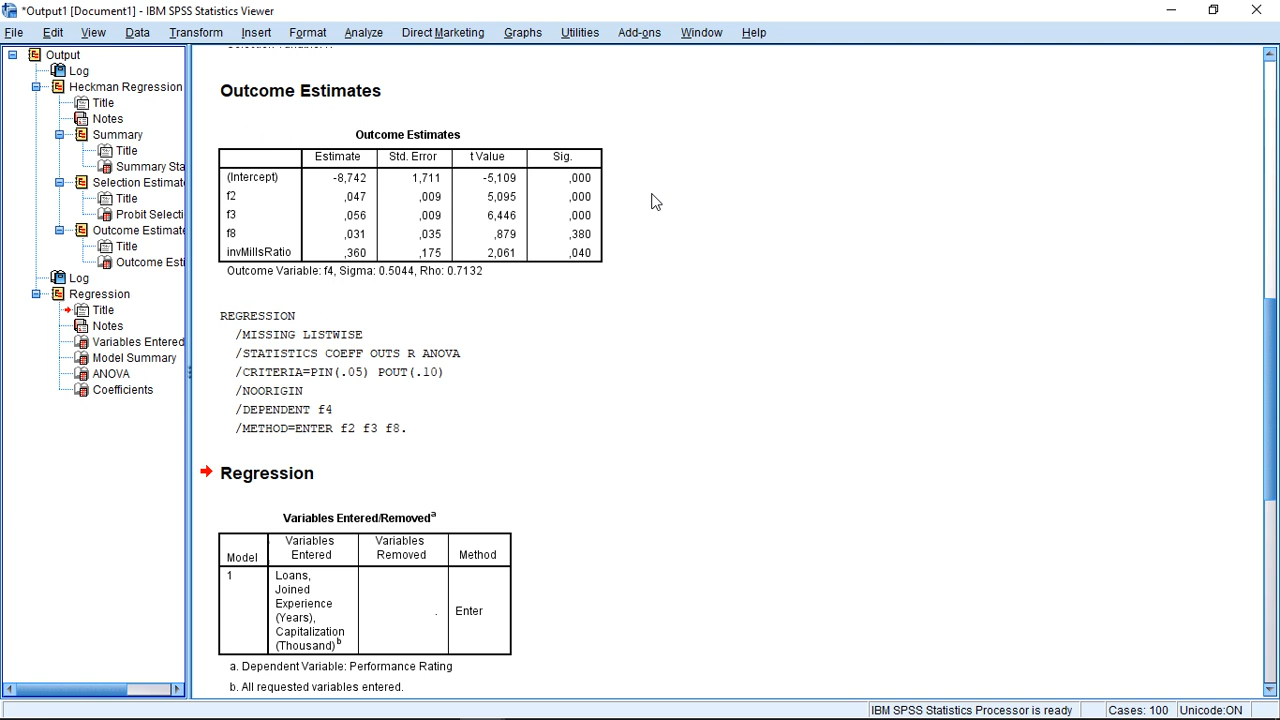 *Output1 [Document1] - IBM SPSS Statistics Viewer
File Edit View Data Transform Insert Format Analyze Direct Marketing Graphs Utilities Add-ons Window Help
Output
Log
Heckman Regression
Title
Notes
Summary
Title
Summary Sta
Selection Estimat
Title
Probit Selecti
Outcome Estimate
Title
Outcome Esti
Log
Regression
Title
Notes
Variables Entered
Model Summary
ANOVA
Coefficients
Outcome Estimates
Outcome Estimates
Estimate Std. Error t Value Sig.
(Intercept) -8,742 1,711 -5,109 ,000
f2 ,047 ,009 5,095 ,000
f3 ,056 ,009 6,446 ,000
f8 ,031 ,035 ,879 ,380
invMillsRatio ,360 ,175 2,061 ,040
Outcome Variable: f4, Sigma: 0.5044, Rho: 0.7132
REGRESSION
/MISSING LISTWISE
/STATISTICS COEFF OUTS R ANOVA
/CRITERIA=PIN(.05) POUT(.10)
/NOORIGIN
/DEPENDENT f4
/METHOD=ENTER f2 f3 f8.
Regression
Variables Entered/Removedᵃ
Model Variables Entered Variables Removed Method
1 Loans, . Enter
Joined
Experience
(Years),
Capitalization
(Thousand)ᵇ
a. Dependent Variable: Performance Rating
b. All requested variables entered.
IBM SPSS Statistics Processor is ready Cases: 100 Unicode:ON